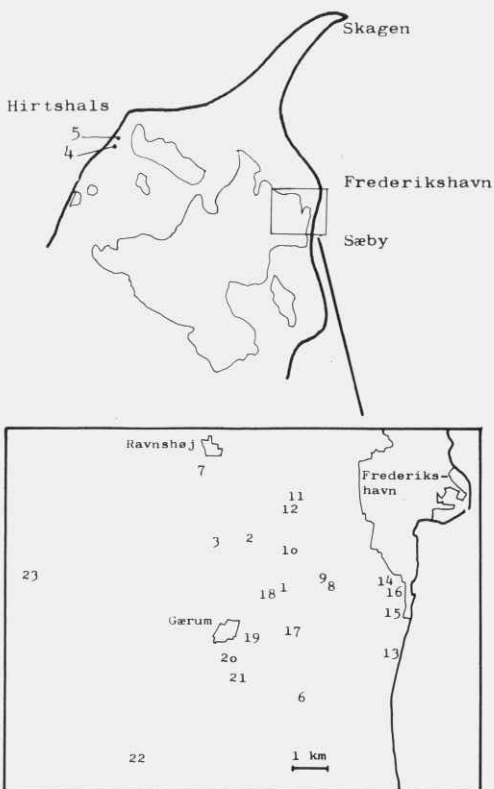 Skagen
Hirtshals
5
4
Frederikshavn
Sæby
Ravnshøj
7
Frederiks-
havn
11
12
3 2
1o
23
9 8
14
18 1
16
15
Gærum
19 17
2o
13
21
6
22
1 km